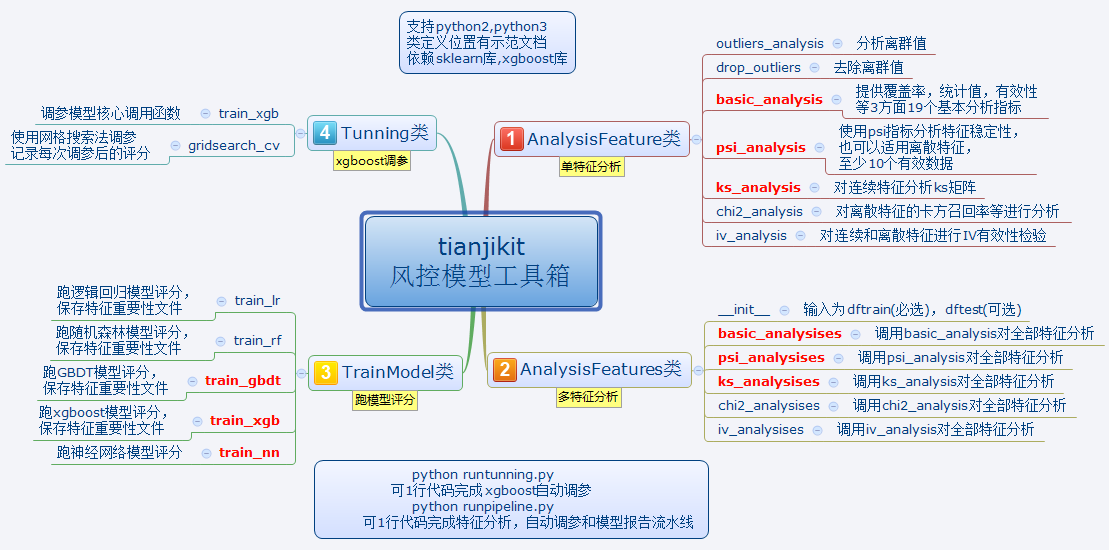 支持python2,python3
类定义位置有示范文档
依赖sklearn库,xgboost库
tianjikit
风控模型工具箱
1 AnalysisFeature类
单特征分析
outliers_analysis 分析离群值
drop_outliers 去除离群值
basic_analysis 提供覆盖率，统计值，有效性
等3方面19个基本分析指标
psi_analysis 使用psi指标分析特征稳定性，
也可以适用离散特征，
至少10个有效数据
ks_analysis 对连续特征分析ks矩阵
chi2_analysis 对离散特征的卡方召回率等进行分析
iv_analysis 对连续和离散特征进行IV有效性检验
2 AnalysisFeatures类
多特征分析
__init__ 输入为dftrain(必选)，dftest(可选)
basic_analysises 调用basic_analysis对全部特征分析
psi_analysises 调用psi_analysis对全部特征分析
ks_analysises 调用ks_analysis对全部特征分析
chi2_analysises 调用chi2_analysis对全部特征分析
iv_analysises 调用iv_analysis对全部特征分析
3 TrainModel类
跑模型评分
跑逻辑回归模型评分，
保存特征重要性文件 train_lr
跑随机森林模型评分，
保存特征重要性文件 train_rf
跑GBDT模型评分，
保存特征重要性文件 train_gbdt
跑xgboost模型评分，
保存特征重要性文件 train_xgb
跑神经网络模型评分 train_nn
4 Tunning类
xgboost调参
调参模型核心调用函数 train_xgb
使用网格搜索法调参
记录每次调参后的评分 gridsearch_cv
python runtunning.py
可1行代码完成xgboost自动调参
python runpipeline.py
可1行代码完成特征分析，自动调参和模型报告流水线